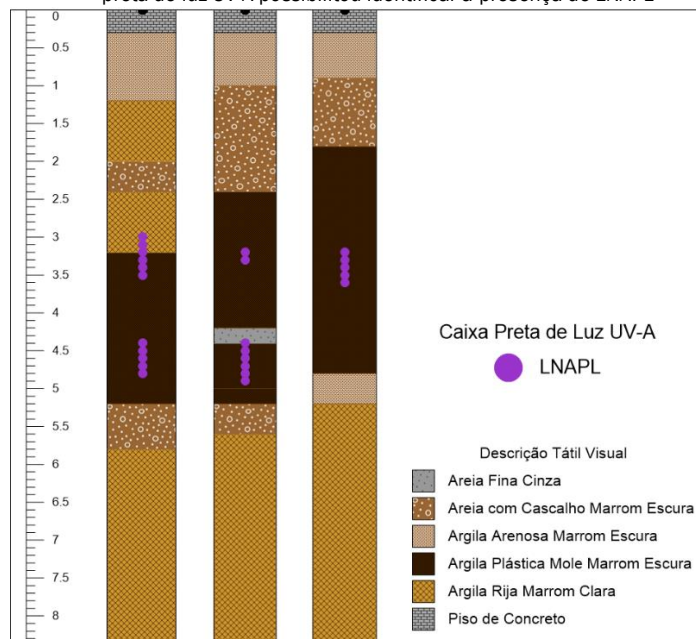 preta de luz UV-A possibilitou identificar a presença de LNAPL
0
0.5
1
1.5
2
2.5
3
3.5
4
4.5
5
5.5
6
6.5
7
7.5
8
Caixa Preta de Luz UV-A
LNAPL
Descrição Tátil Visual
Areia Fina Cinza
Areia com Cascalho Marrom Escura
Argila Arenosa Marrom Escura
Argila Plástica Mole Marrom Escura
Argila Rija Marrom Clara
Piso de Concreto